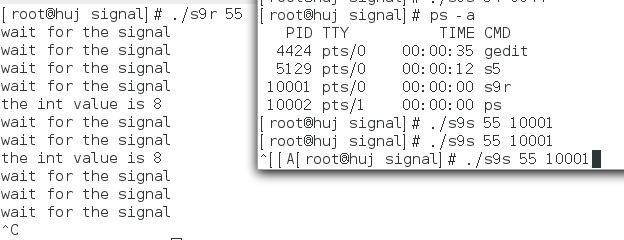 [root@huj signal]# ./s9r 55
wait for the signal
wait for the signal
wait for the signal
wait for the signal
the int value is 8
wait for the signal
wait for the signal
the int value is 8
wait for the signal
wait for the signal
wait for the signal
^C
[root@huj signal]# ps -a
PID TTY TIME CMD
4424 pts/0 00:00:35 gedit
5129 pts/0 00:00:12 s5
10001 pts/0 00:00:00 s9r
10002 pts/1 00:00:00 ps
[root@huj signal]# ./s9s 55 10001
[root@huj signal]# ./s9s 55 10001
^[[A[root@huj signal]# ./s9s 55 10001